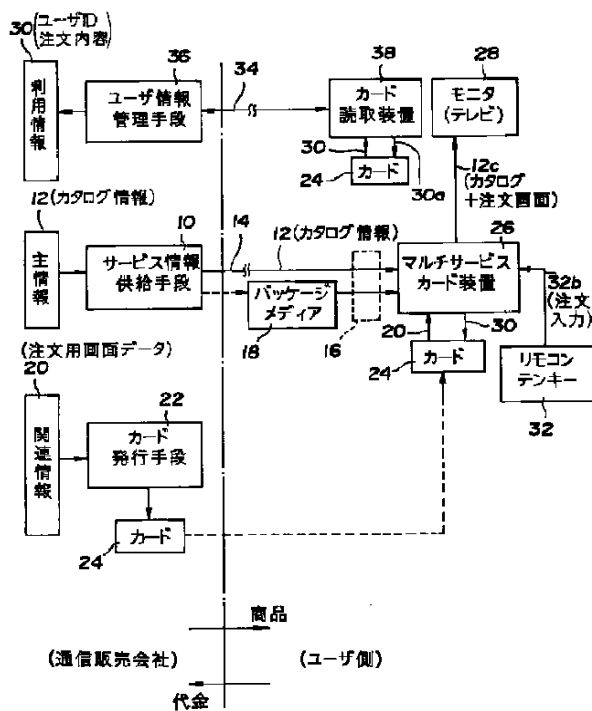 30 (ユーザID
注文内容)
利用情報
36
ユーザ情報
管理手段
34
38
カード
読取装置
30
30a
24
カード
28
モニタ
(テレビ)
12c
(カタログ
+注文画面)
12(カタログ情報)
主情報
10
サービス情報
供給手段
14
12(カタログ情報)
パッケージ
メディア
18
16
26
マルチサービス
カード装置
20
30
24
カード
32b
(注文
入力)
リモコン
テンキー
32
(注文用画面データ)
20
関連情報
22
カード
発行手段
24
カード
商品
(通信販売会社)
(ユーザ側)
代金